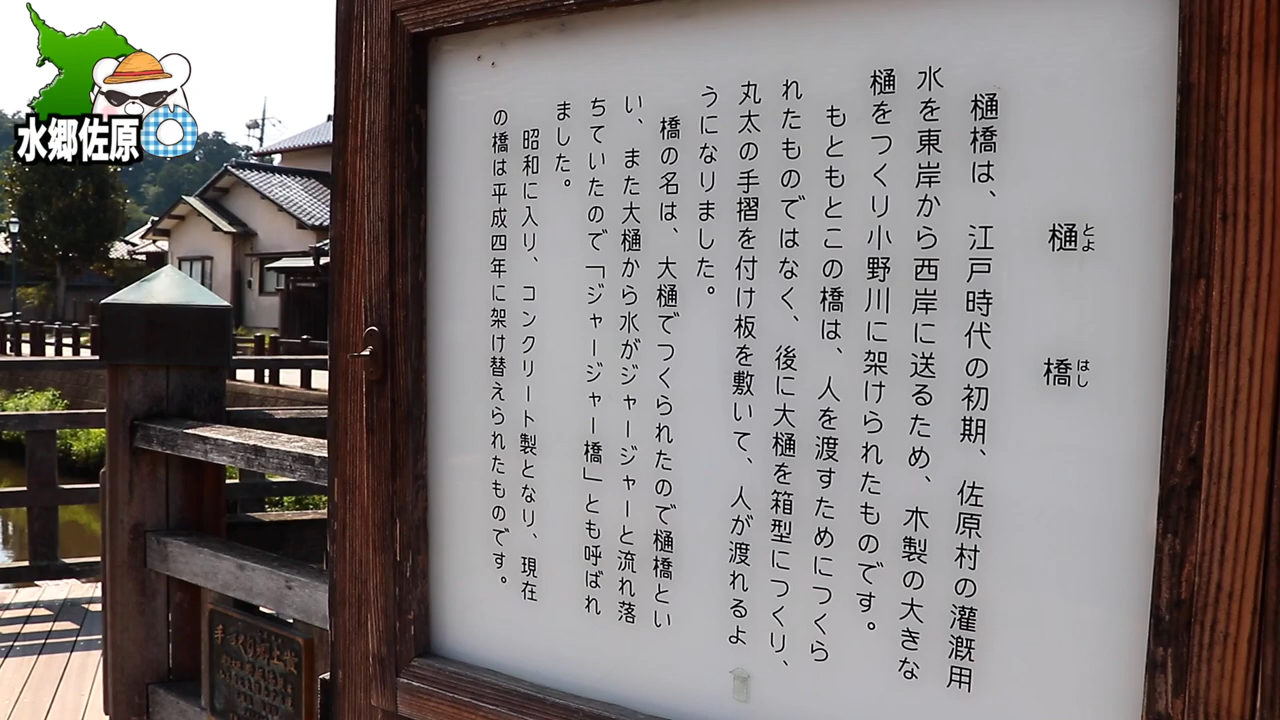 水郷佐原
樋橋
とよ
はし
樋橋は、江戸時代の初期、佐原村の灌漑用
水を東岸から西岸に送るため、木製の大きな
樋をつくり小野川に架けられたものです。
もともとこの橋は、人を渡すためにつくら
れたものではなく、後に大樋を箱型につくり、
丸太の手摺を付け板を敷いて、人が渡れるよ
うになりました。
橋の名は、大樋でつくられたので樋橋とい
い、また大樋から水がジャージャーと流れ落
ちていたので「ジャージャー橋」とも呼ばれ
ました。
昭和に入り、コンクリート製となり、現在
の橋は平成四年に架け替えられたものです。
手づくり郷土賞